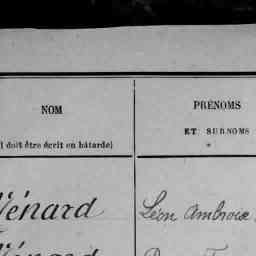 NOM
PRÉNOMS
ET SURNOMS
doit être écrit en bâtarde)
Ménard Léon Ambroise